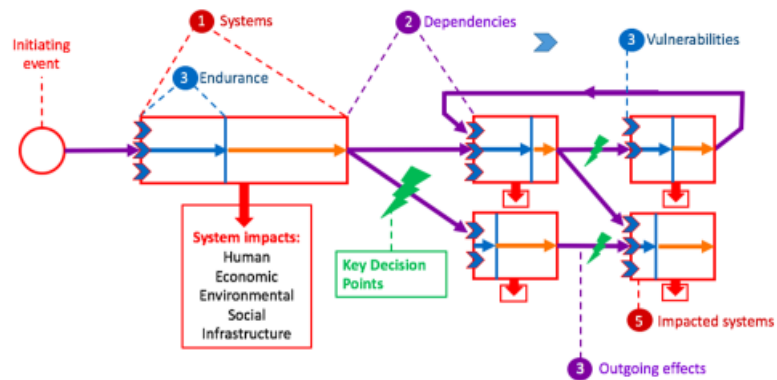 1 Systems
2 Dependencies
Initiating
event
3 Endurance
3 Vulnerabilities
System impacts:
Human
Economic
Environmental
Social
Infrastructure
Key Decision
Points
5 Impacted systems
3 Outgoing effects